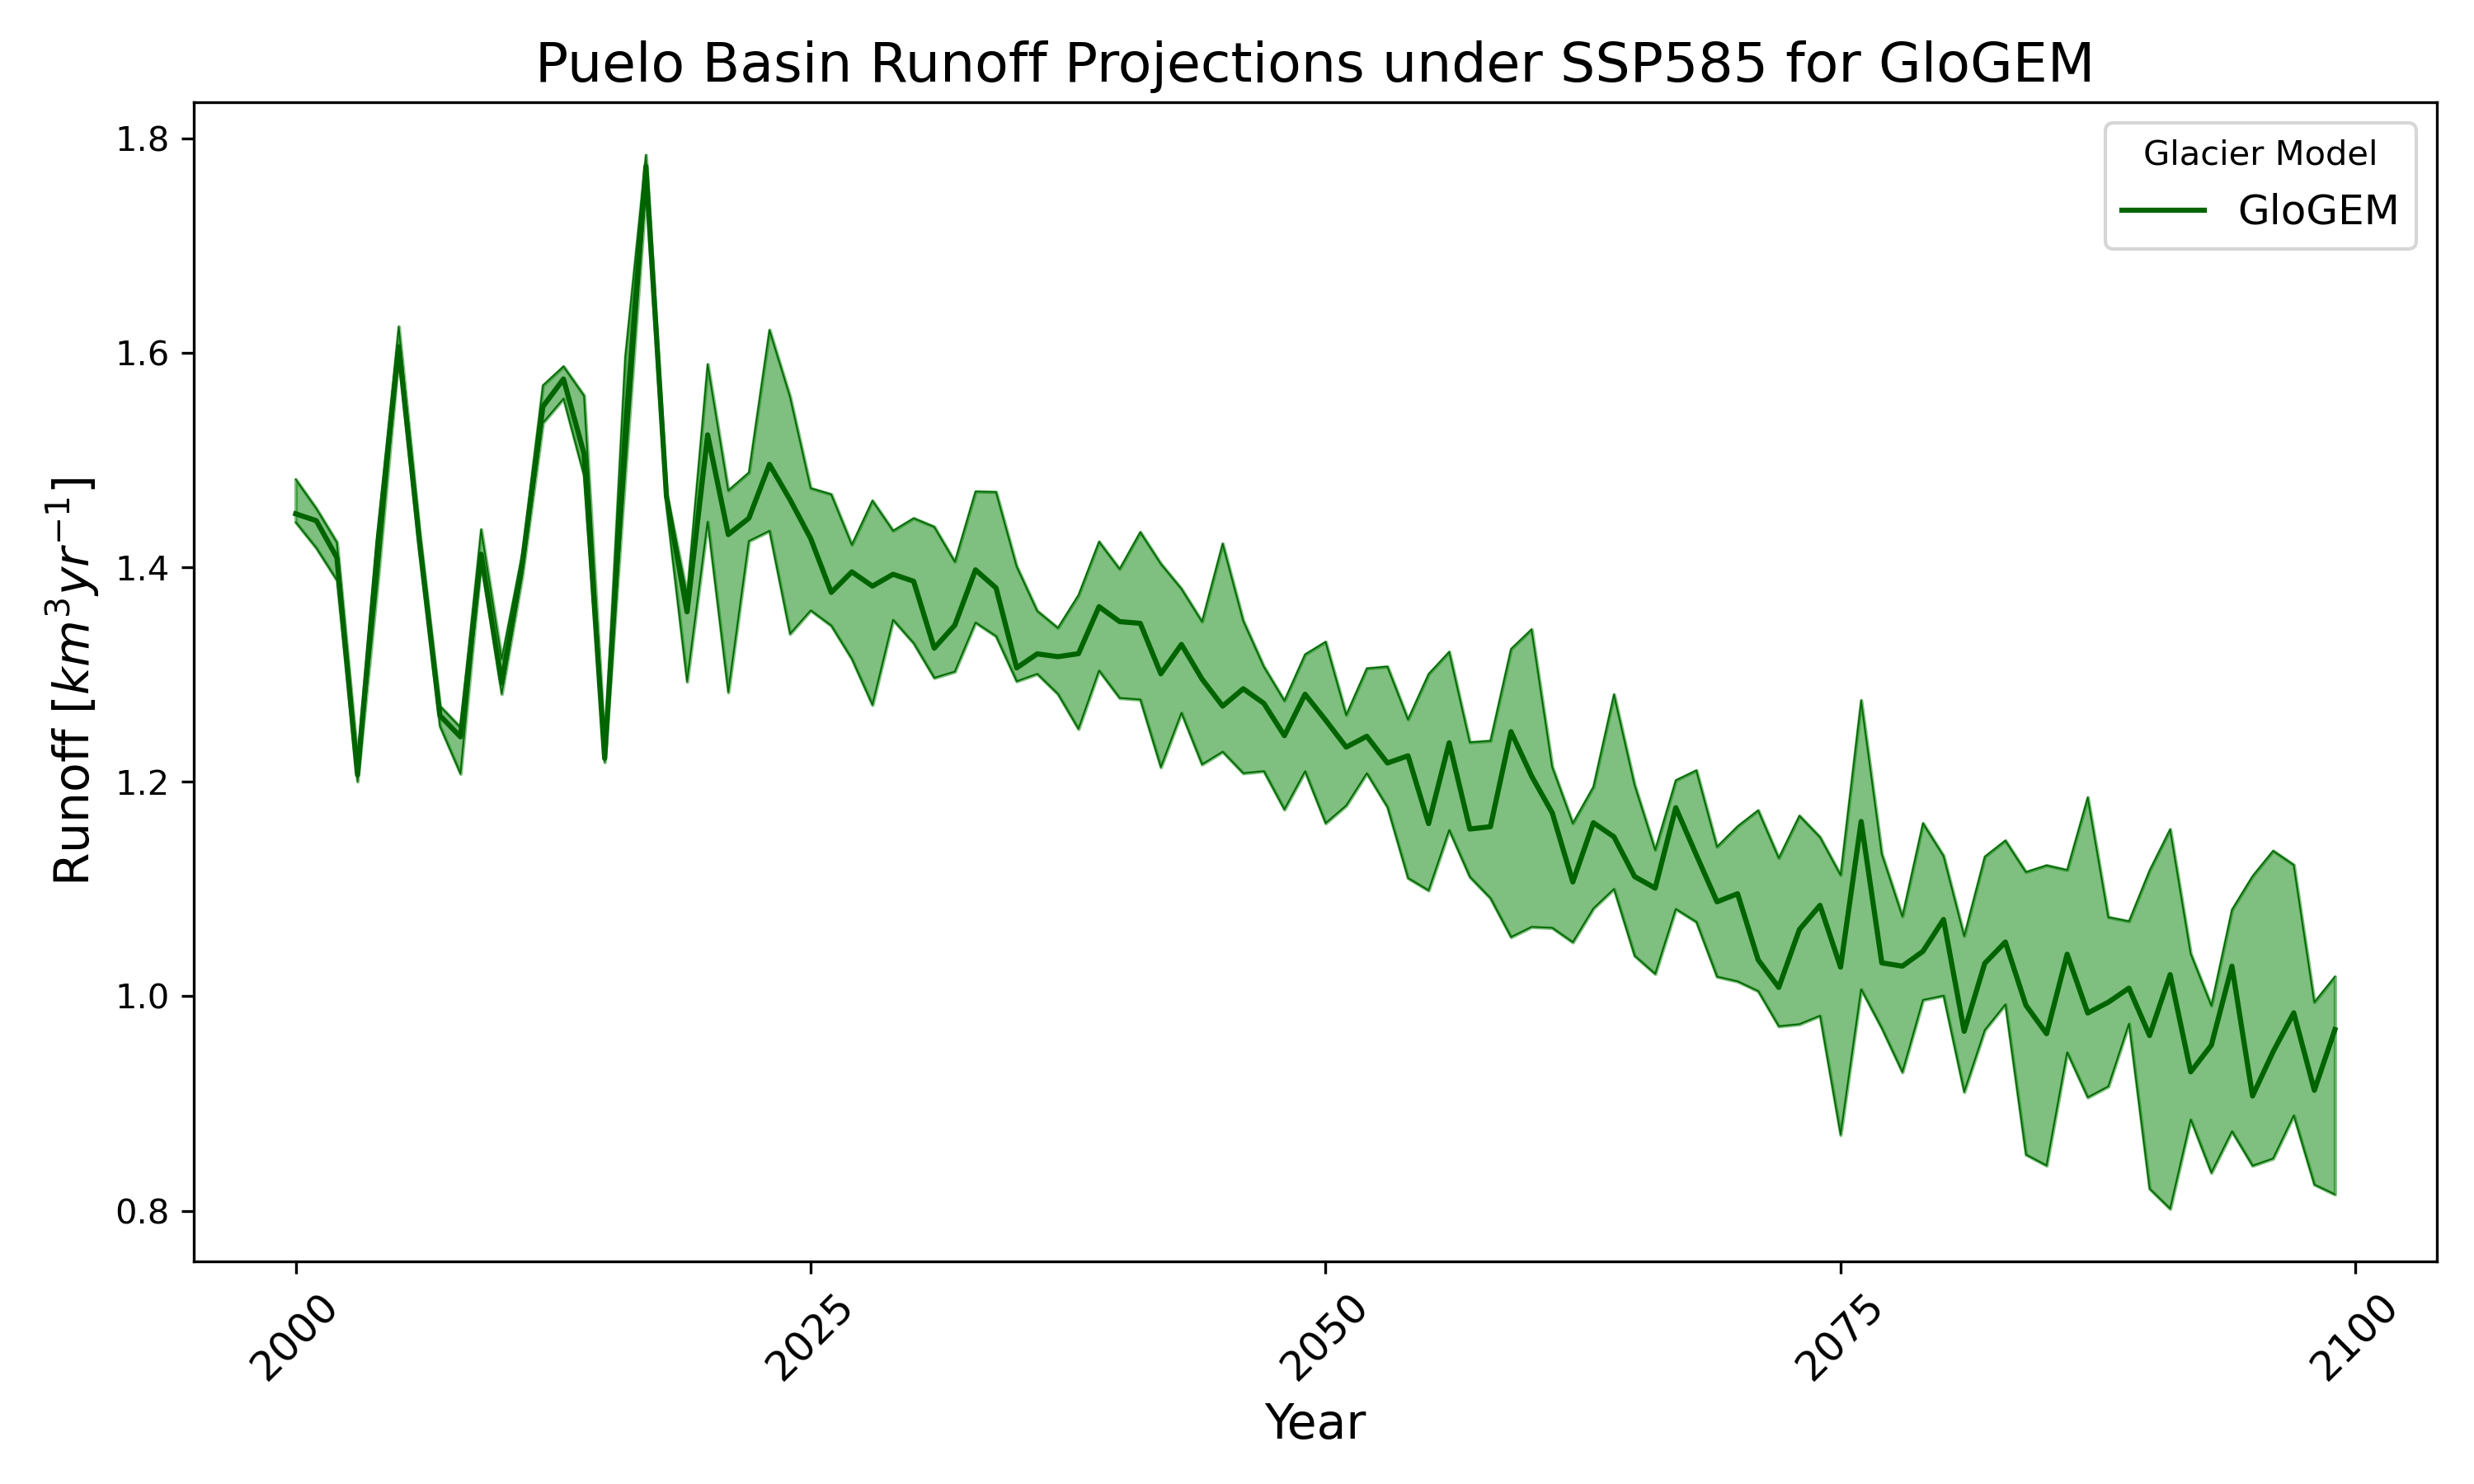 Puelo Basin Runoff Projections under SSP585 for GloGEM
Glacier Model
GloGEM
Runoff [km³yr⁻¹]
1.8
1.6
1.4
1.2
1.0
0.8
2000
2025
2050
2075
2100
Year